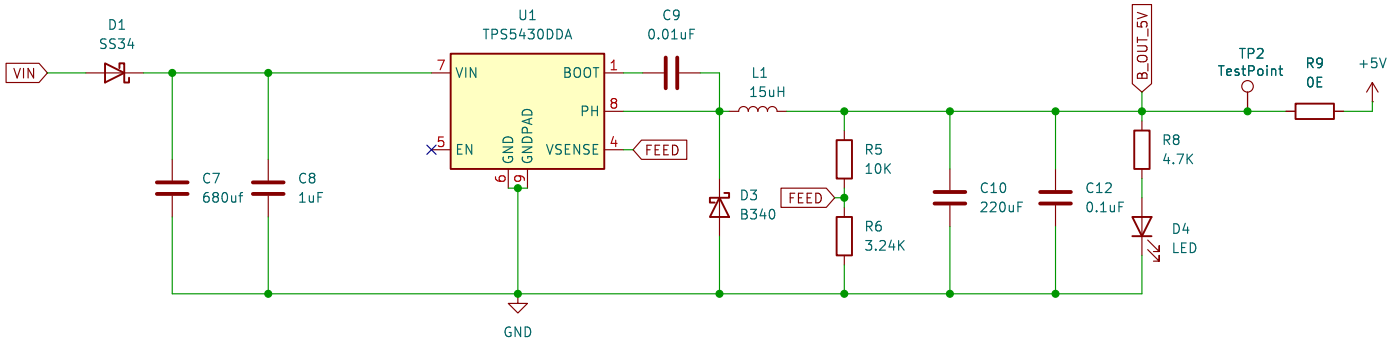 D1
SS34
VIN
C7
680uf
C8
1uF
U1
TPS5430DDA
7
VIN
BOOT
1
PH
8
5
EN
VSENSE
4
GND
GNDPAD
6
9
FEED
C9
0.01uF
L1
15uH
D3
B340
R5
10K
FEED
R6
3.24K
C10
220uF
C12
0.1uF
B_OUT_5V
R8
4.7K
D4
LED
TP2
TestPoint
R9
0E
+5V
GND